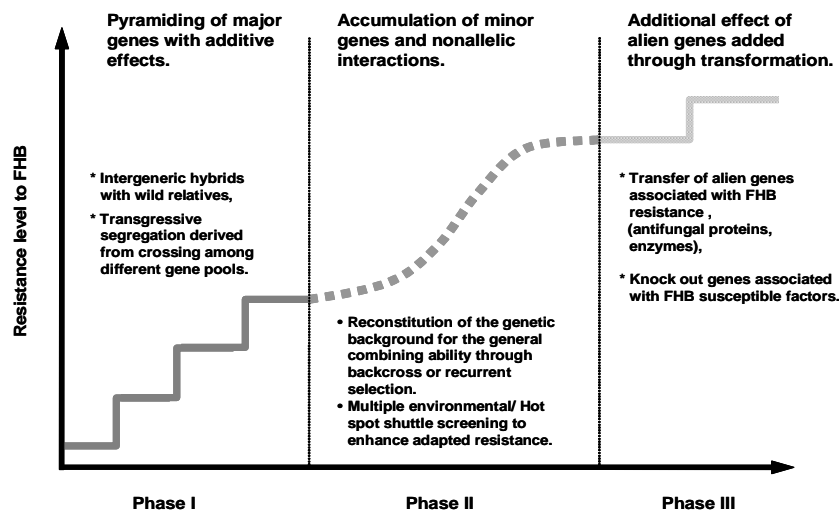 Pyramiding of major
genes with additive
effects.
Accumulation of minor
genes and nonallelic
interactions.
Additional effect of
alien genes added
through transformation.
Resistance level to FHB
* Intergeneric hybrids
with wild relatives,
* Transgressive
segregation derived
from crossing among
different gene pools.
• Reconstitution of the genetic
background for the general
combining ability through
backcross or recurrent
selection.
• Multiple environmental/ Hot
spot shuttle screening to
enhance adapted resistance.
* Transfer of alien genes
associated with FHB
resistance ,
(antifungal proteins,
enzymes),
* Knock out genes associated
with FHB susceptible factors.
Phase I
Phase II
Phase III